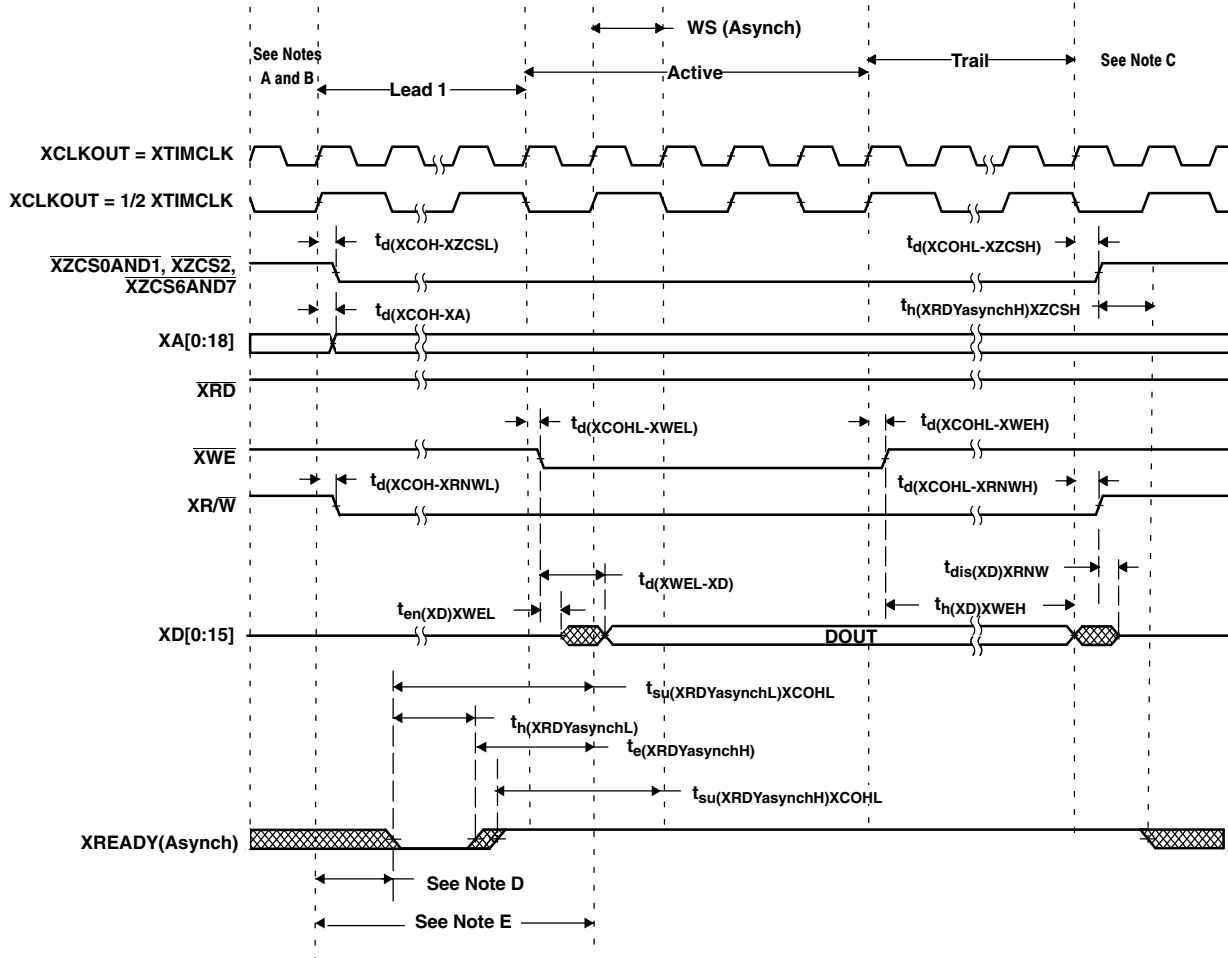 WS (Asynch)
See Notes
A and B
Lead 1
Active
Trail
See Note C
XCLKOUT = XTIMCLK
XCLKOUT = 1/2 XTIMCLK
td(XCOH-XZCSL)
td(XCOHL-XZCSH)
XZCS0AND1, XZCS2,
XZCS6AND7
td(XCOH-XA)
th(XRDYasynchH)XZCSH
XA[0:18]
XRD
td(XCOHL-XWEL)
td(XCOHL-XWEH)
XWE
td(XCOH-XRNWL)
td(XCOHL-XRNWH)
XR/W
td(XWEL-XD)
tdis(XD)XRNW
ten(XD)XWEL
th(XD)XWEH
XD[0:15]
DOUT
tsu(XRDYasynchL)XCOHL
th(XRDYasynchL)
te(XRDYasynchH)
tsu(XRDYasynchH)XCOHL
XREADY(Asynch)
See Note D
See Note E